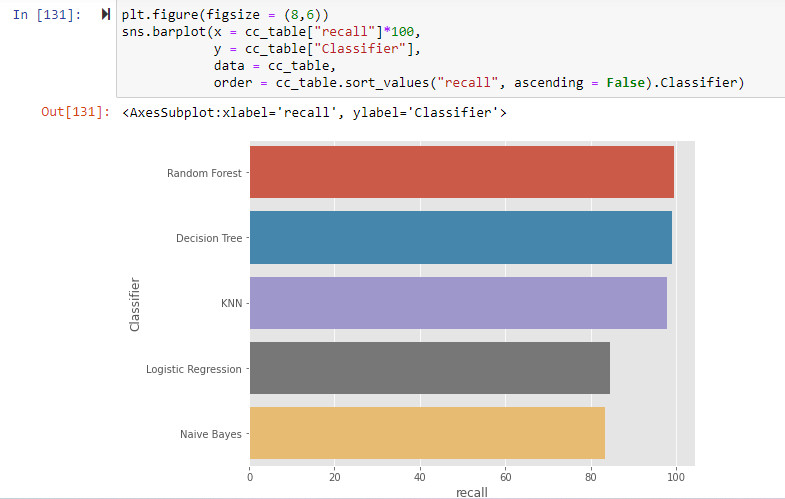 In [131]:
plt.figure(figsize = (8,6))
sns.barplot(x = cc_table["recall"]*100,
            y = cc_table["Classifier"],
            data = cc_table,
            order = cc_table.sort_values("recall", ascending = False).Classifier)
Out[131]: <AxesSubplot:xlabel='recall', ylabel='Classifier'>
Classifier
Random Forest
Decision Tree
KNN
Logistic Regression
Naive Bayes
0 20 40 60 80 100
recall